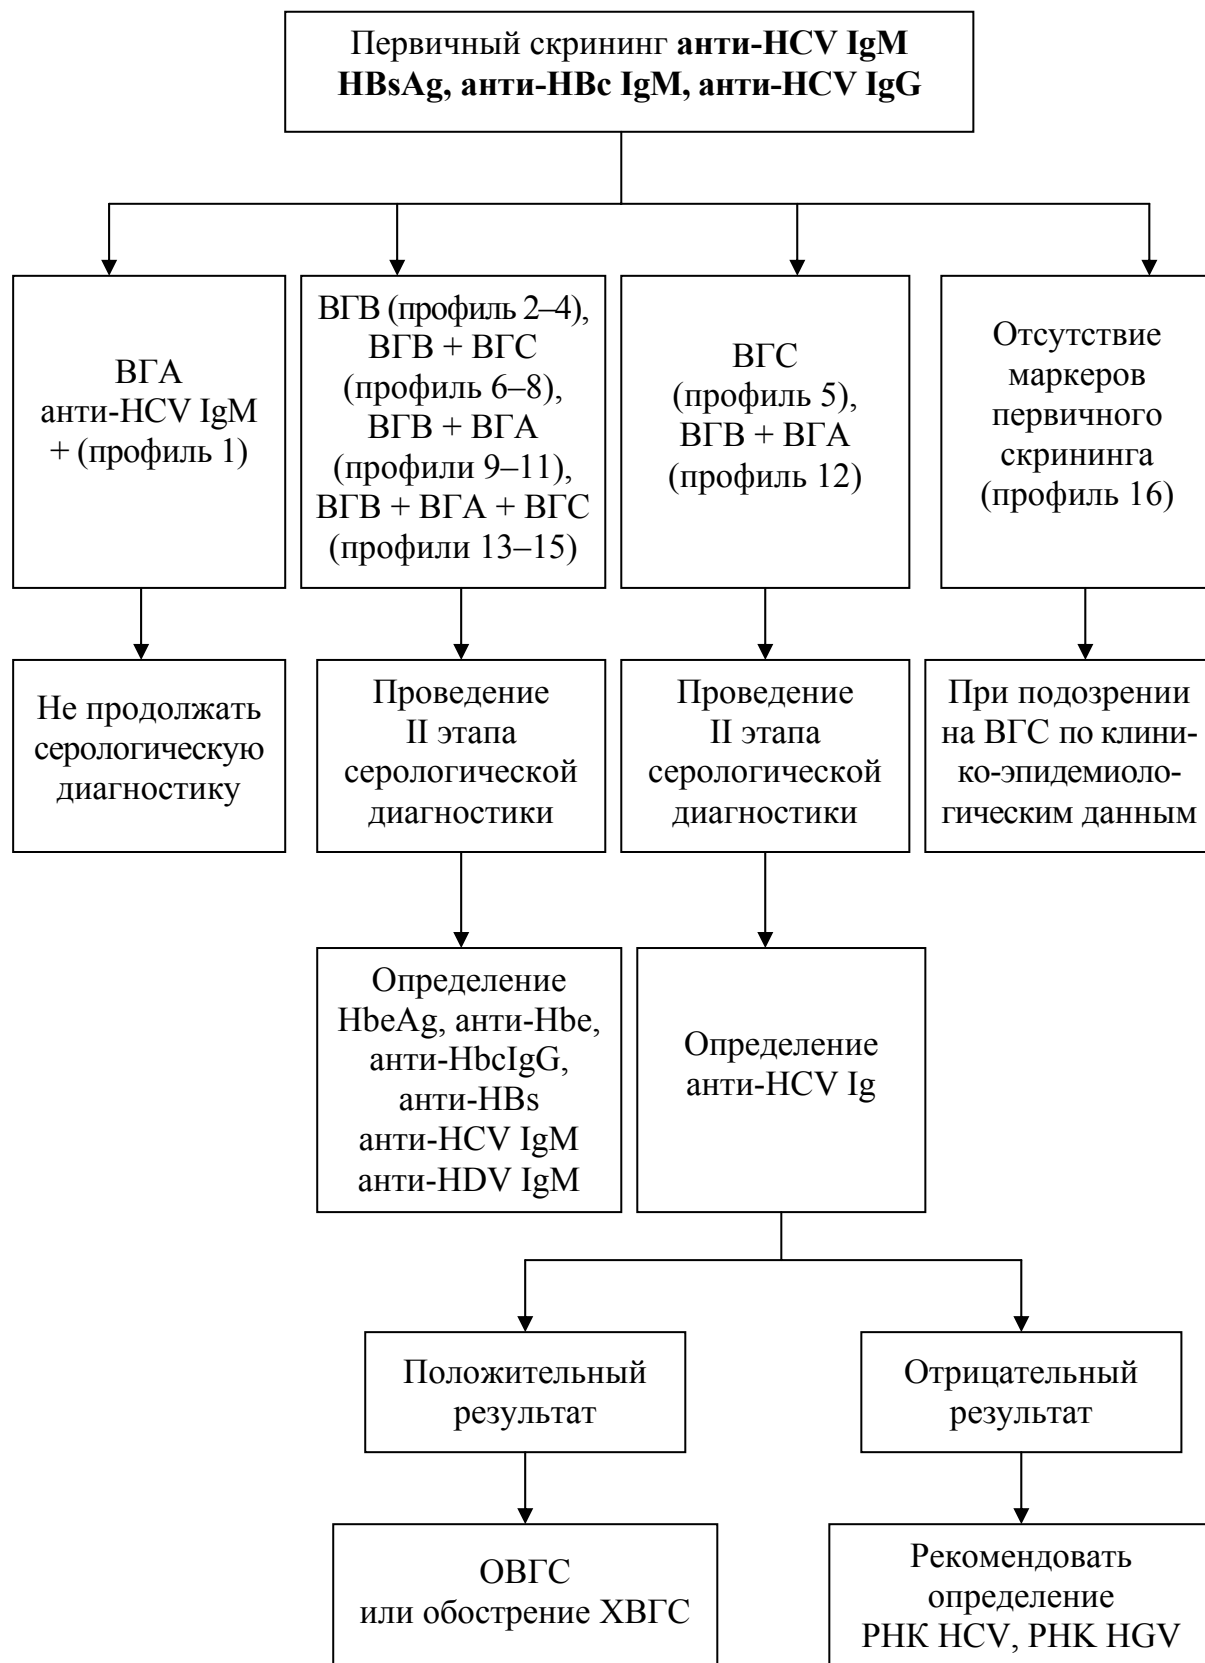 Первичный скрининг анти-HCV IgM
HBsAg, анти-HBc IgM, анти-HCV IgG
ВГА
анти-HCV IgM
+ (профиль 1)
ВГВ (профиль 2–4),
ВГВ + ВГС
(профиль 6–8),
ВГВ + ВГА
(профили 9–11),
ВГВ + ВГА + ВГС
(профили 13–15)
ВГС
(профиль 5),
ВГВ + ВГА
(профиль 12)
Отсутствие
маркеров
первичного
скрининга
(профиль 16)
Не продолжать
серологическую
диагностику
Проведение
II этапа
серологической
диагностики
Проведение
II этапа
серологической
диагностики
При подозрении
на ВГС по клини-
ко-эпидемиоло-
гическим данным
Определение
HbeAg, анти-Hbe,
анти-HbcIgG,
анти-HBs
анти-HCV IgM
анти-HDV IgM
Определение
анти-HCV Ig
Положительный
результат
Отрицательный
результат
ОВГС
или обострение ХВГС
Рекомендовать
определение
РНК HCV, РНК HGV